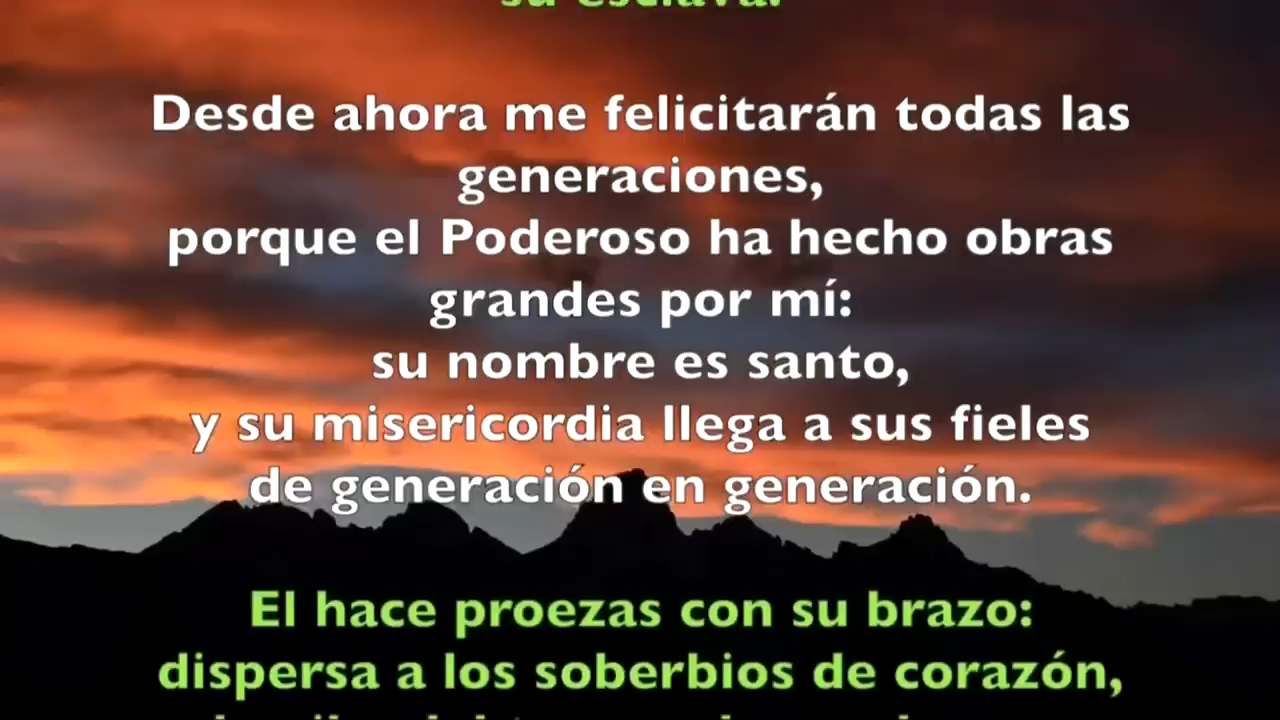 su esclava.
Desde ahora me felicitarán todas las
generaciones,
porque el Poderoso ha hecho obras
grandes por mí:
su nombre es santo,
y su misericordia llega a sus fieles
de generación en generación.
El hace proezas con su brazo:
dispersa a los soberbios de corazón,